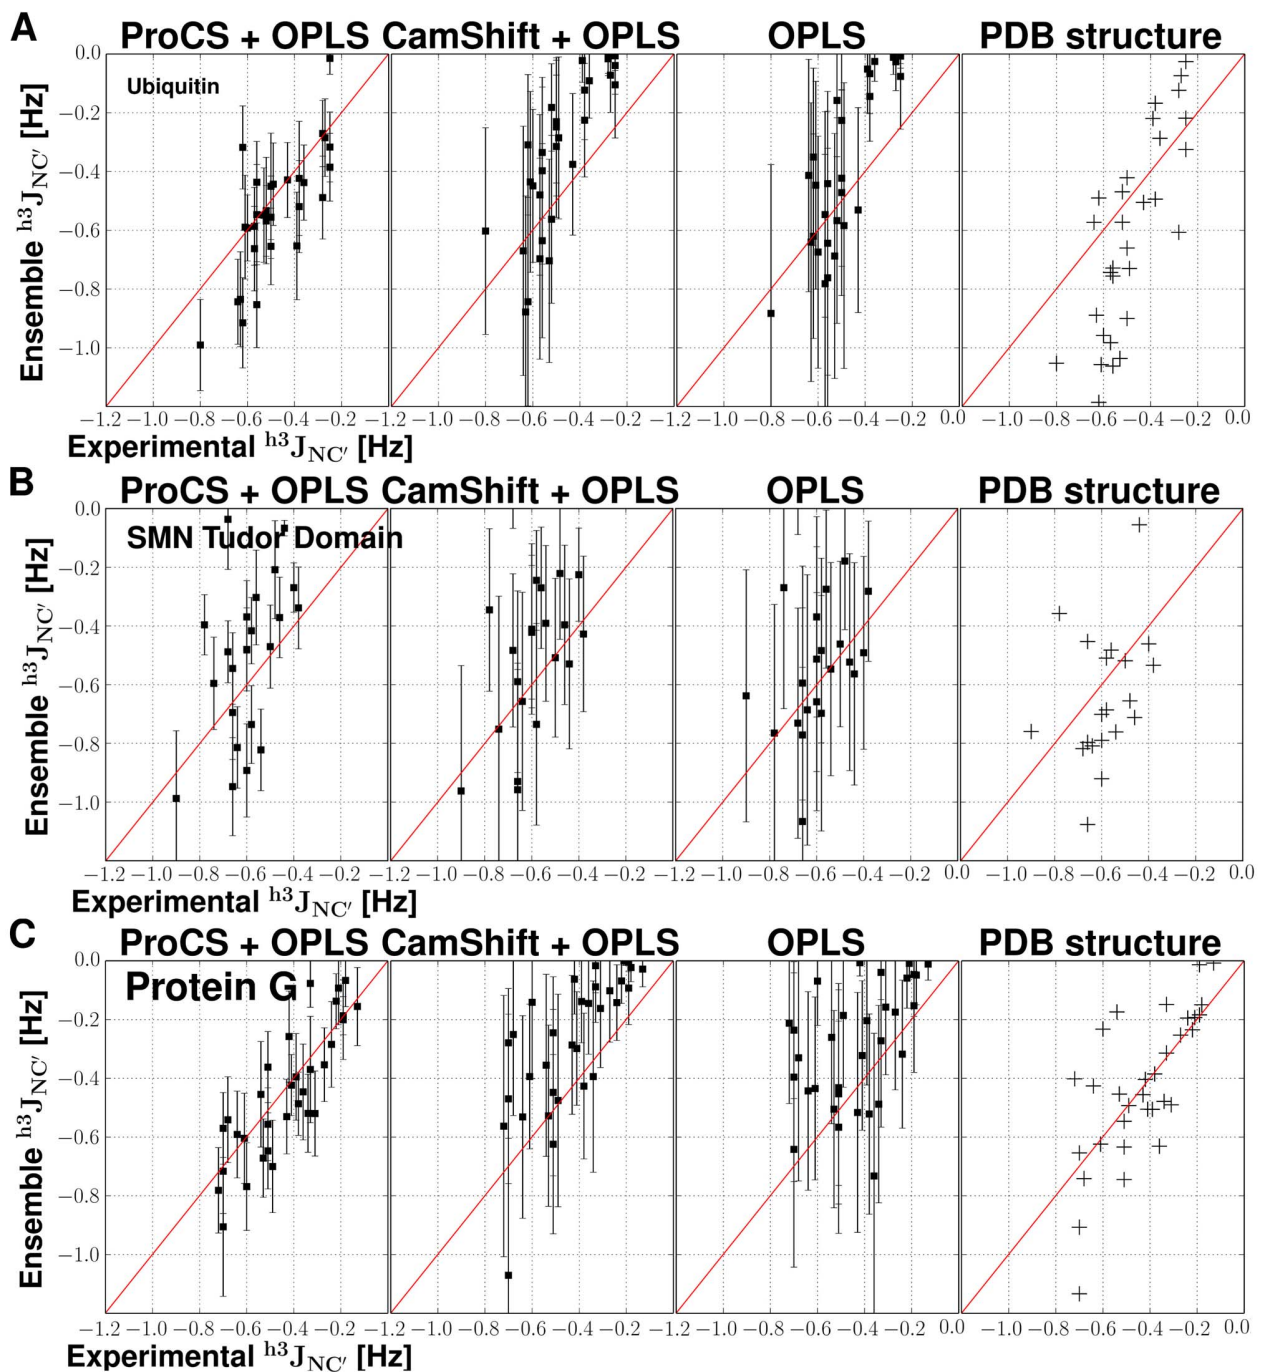 A
ProCS + OPLS CamShift + OPLS OPLS PDB structure
Ubiquitin
Ensemble h3JNC′ [Hz]
0.0
−0.2
−0.4
−0.6
−0.8
−1.0
−1.2 −1.0 −0.8 −0.6 −0.4 −0.2 −1.2 −1.0 −0.8 −0.6 −0.4 −0.2 −1.2 −1.0 −0.8 −0.6 −0.4 −0.2 0.0 −1.0 −0.8 −0.6 −0.4 −0.2 0.0
Experimental h3JNC′ [Hz]
B
ProCS + OPLS CamShift + OPLS OPLS PDB structure
SMN Tudor Domain
Ensemble h3JNC′ [Hz]
0.0
−0.2
−0.4
−0.6
−0.8
−1.0
−1.2 −1.0 −0.8 −0.6 −0.4 −0.2 −1.2 −1.0 −0.8 −0.6 −0.4 −0.2 −1.2 −1.0 −0.8 −0.6 −0.4 −0.2 0.0 −1.0 −0.8 −0.6 −0.4 −0.2 0.0
Experimental h3JNC′ [Hz]
C
ProCS + OPLS CamShift + OPLS OPLS PDB structure
Protein G
Ensemble h3JNC′ [Hz]
0.0
−0.2
−0.4
−0.6
−0.8
−1.0
−1.2 −1.0 −0.8 −0.6 −0.4 −0.2 −1.2 −1.0 −0.8 −0.6 −0.4 −0.2 −1.2 −1.0 −0.8 −0.6 −0.4 −0.2 0.0 −1.0 −0.8 −0.6 −0.4 −0.2 0.0
Experimental h3JNC′ [Hz]